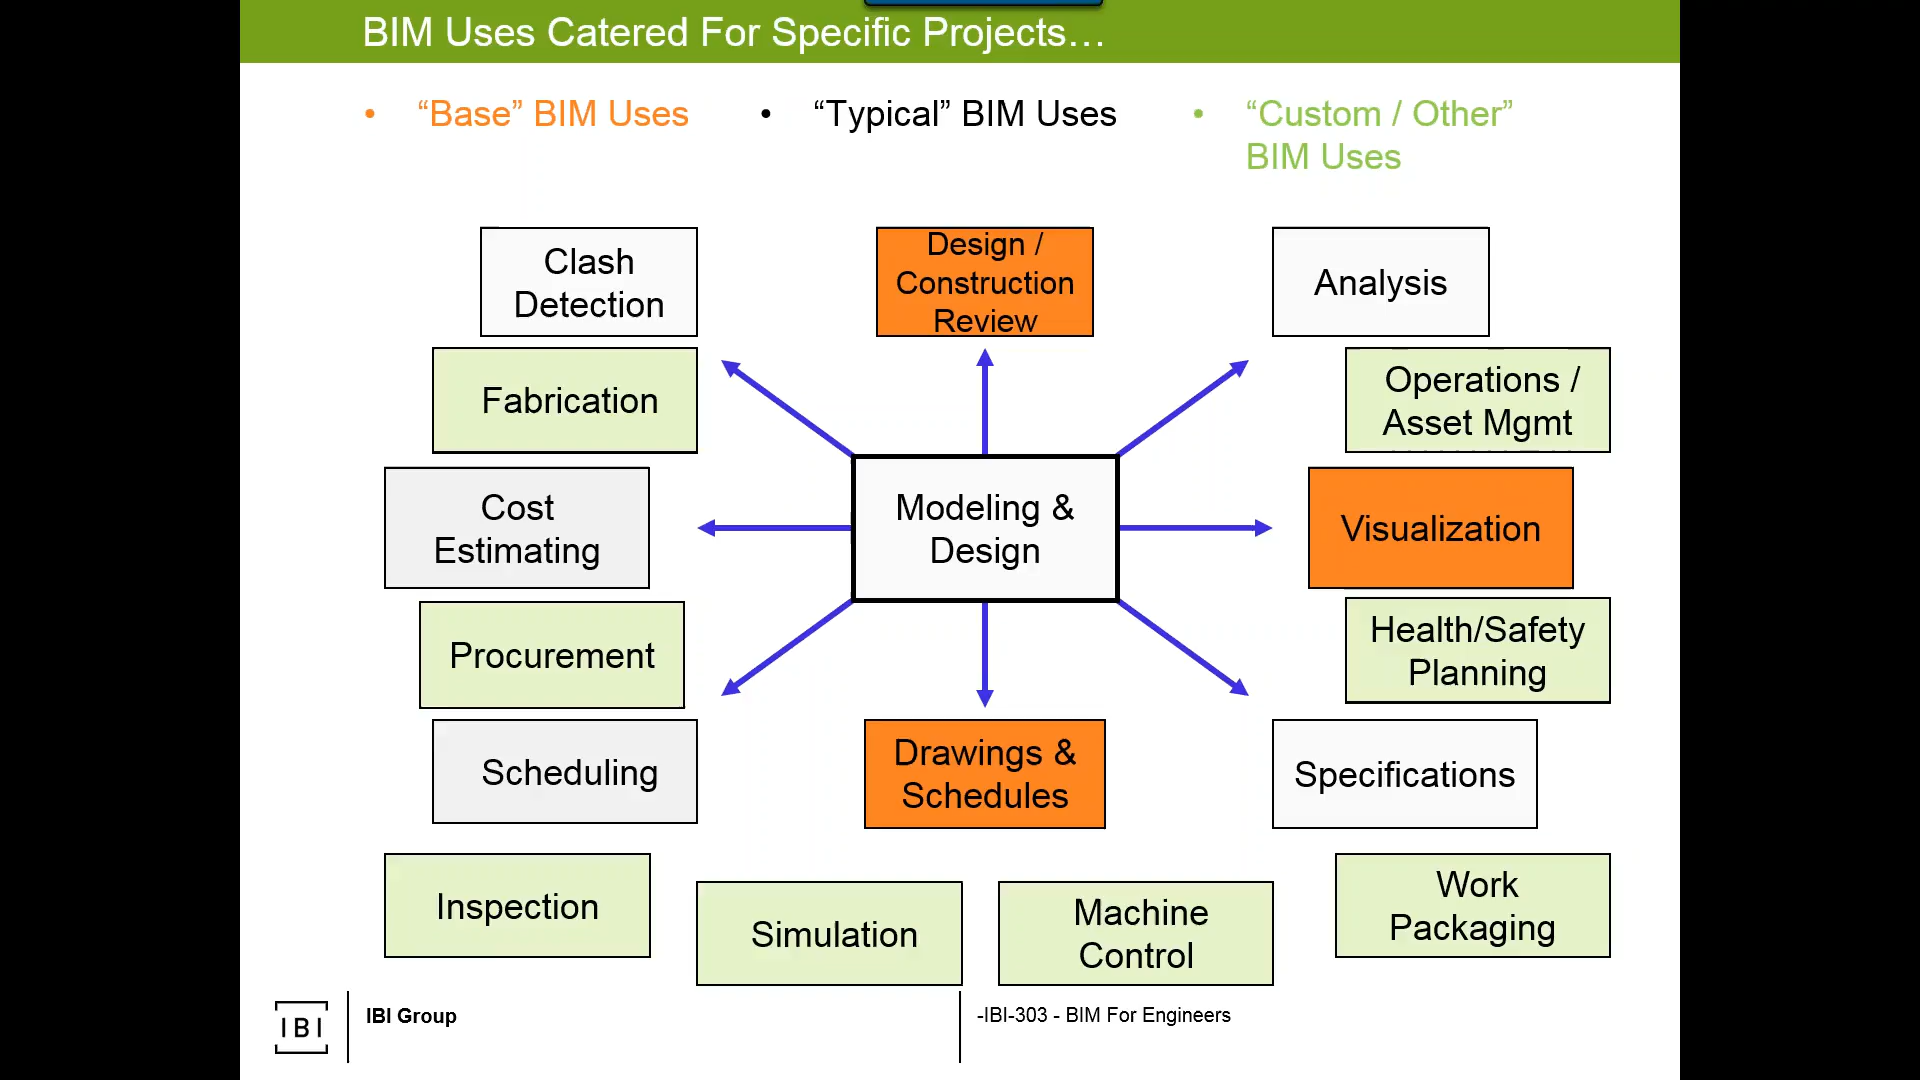 BIM Uses Catered For Specific Projects…
• “Base” BIM Uses
• “Typical” BIM Uses
• “Custom / Other”
BIM Uses
Clash
Detection
Design /
Construction
Review
Analysis
Fabrication
Operations /
Asset Mgmt
Cost
Estimating
Modeling &
Design
Visualization
Procurement
Health/Safety
Planning
Scheduling
Drawings &
Schedules
Specifications
Inspection
Simulation
Machine
Control
Work
Packaging
IBI
IBI Group
-IBI-303 - BIM For Engineers